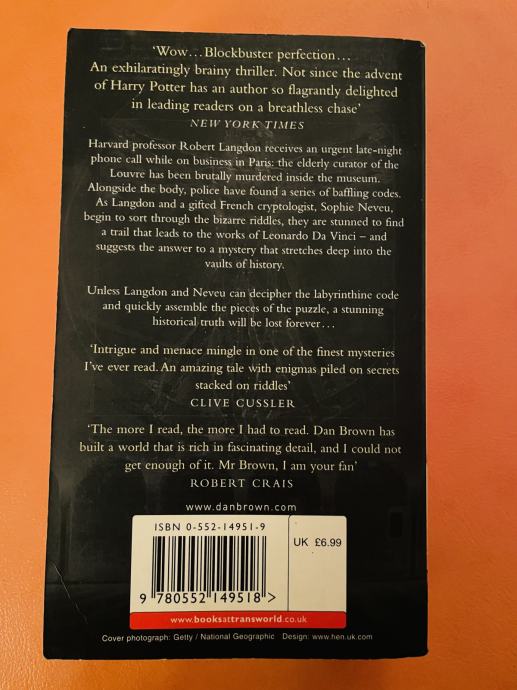 ‘Wow…Blockbuster perfection…
An exhilaratingly brainy thriller. Not since the advent
of Harry Potter has an author so flagrantly delighted
in leading readers on a breathless chase’
NEW YORK TIMES
Harvard professor Robert Langdon receives an urgent late-night
phone call while on business in Paris: the elderly curator of the
Louvre has been brutally murdered inside the museum.
Alongside the body, police have found a series of baffling codes.
As Langdon and a gifted French cryptologist, Sophie Neveu,
begin to sort through the bizarre riddles, they are stunned to find
a trail that leads to the works of Leonardo Da Vinci – and
suggests the answer to a mystery that stretches deep into the
vaults of history.
Unless Langdon and Neveu can decipher the labyrinthine code
and quickly assemble the pieces of the puzzle, a stunning
historical truth will be lost forever…
‘Intrigue and menace mingle in one of the finest mysteries
I’ve ever read. An amazing tale with enigmas piled on secrets
stacked on riddles’
CLIVE CUSSLER
‘The more I read, the more I had to read. Dan Brown has
built a world that is rich in fascinating detail, and I could not
get enough of it. Mr Brown, I am your fan’
ROBERT CRAIS
www.danbrown.com
ISBN 0-552-14951-9
UK £6.99
9 780552 149518 >
www.booksattransworld.co.uk
Cover photograph: Getty / National Geographic Design: www.hen.uk.com